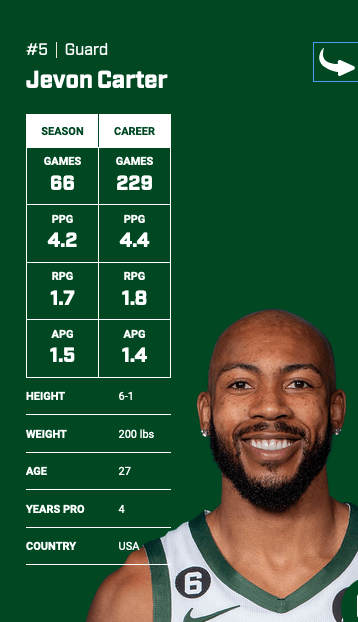 #5 | Guard
Jevon Carter
SEASON CAREER
GAMES GAMES
66 229
PPG PPG
4.2 4.4
RPG RPG
1.7 1.8
APG APG
1.5 1.4
HEIGHT 6-1
WEIGHT 200 lbs
AGE 27
YEARS PRO 4
COUNTRY USA
6